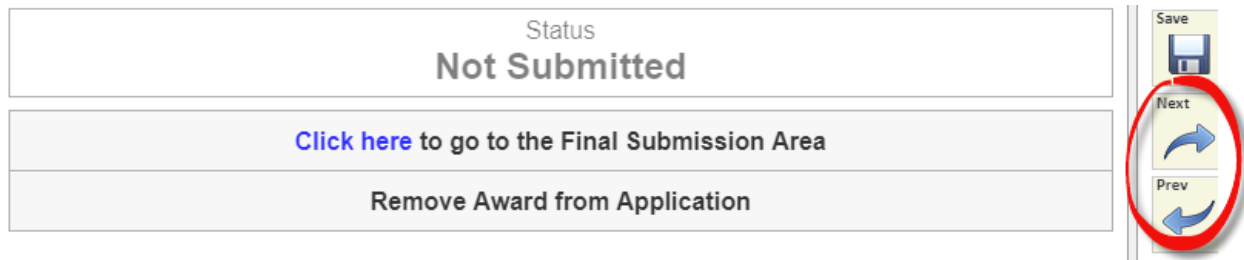 Status
Not Submitted
Click here to go to the Final Submission Area
Remove Award from Application
Save
Next
Prev